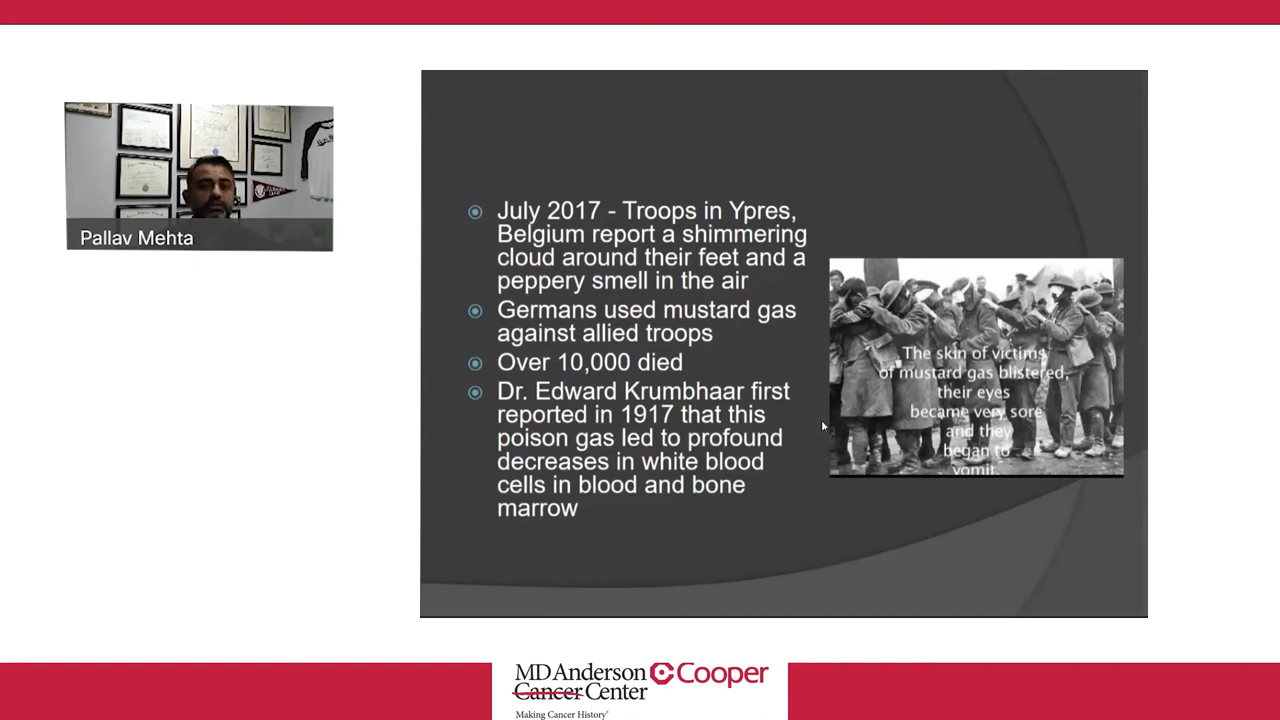 Pallav Mehta
July 2017 - Troops in Ypres,
Belgium report a shimmering
cloud around their feet and a
peppery smell in the air
Germans used mustard gas
against allied troops
Over 10,000 died
Dr. Edward Krumbhaar first
reported in 1917 that this
poison gas led to profound
decreases in white blood
cells in blood and bone
marrow
The skin of victims
of mustard gas blistered,
their eyes
became very sore
and they
began to
vomit.
MD Anderson
Cancer Center
Making Cancer History®
Cooper